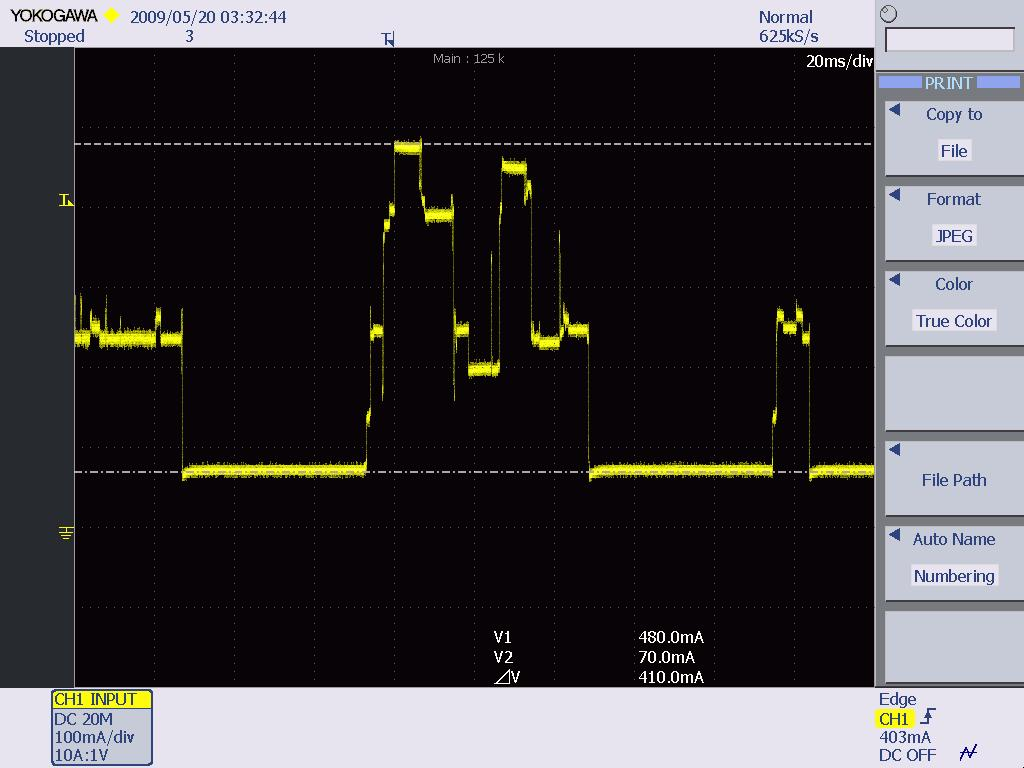 YOKOGAWA 2009/05/20 03:32:44
Stopped 3
Normal
625kS/s
Main : 125 k
20ms/div
PRINT
Copy to
File
Format
JPEG
Color
True Color
File Path
Auto Name
Numbering
V1 480.0mA
V2 70.0mA
⊿V 410.0mA
CH1 INPUT
DC 20M
100mA/div
10A:1V
Edge
CH1
403mA
DC OFF